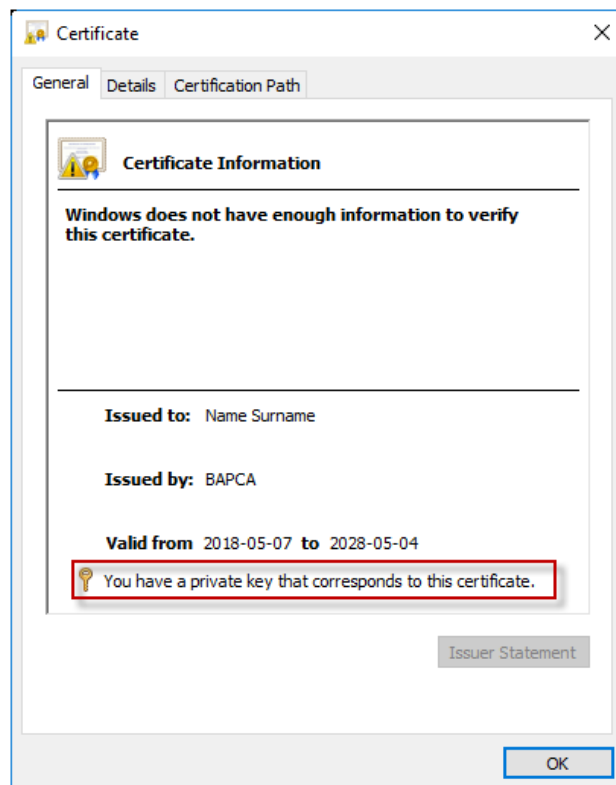 Certificate
General Details Certification Path
Certificate Information
Windows does not have enough information to verify
this certificate.
Issued to: Name Surname
Issued by: BAPCA
Valid from 2018-05-07 to 2028-05-04
You have a private key that corresponds to this certificate.
Issuer Statement
OK